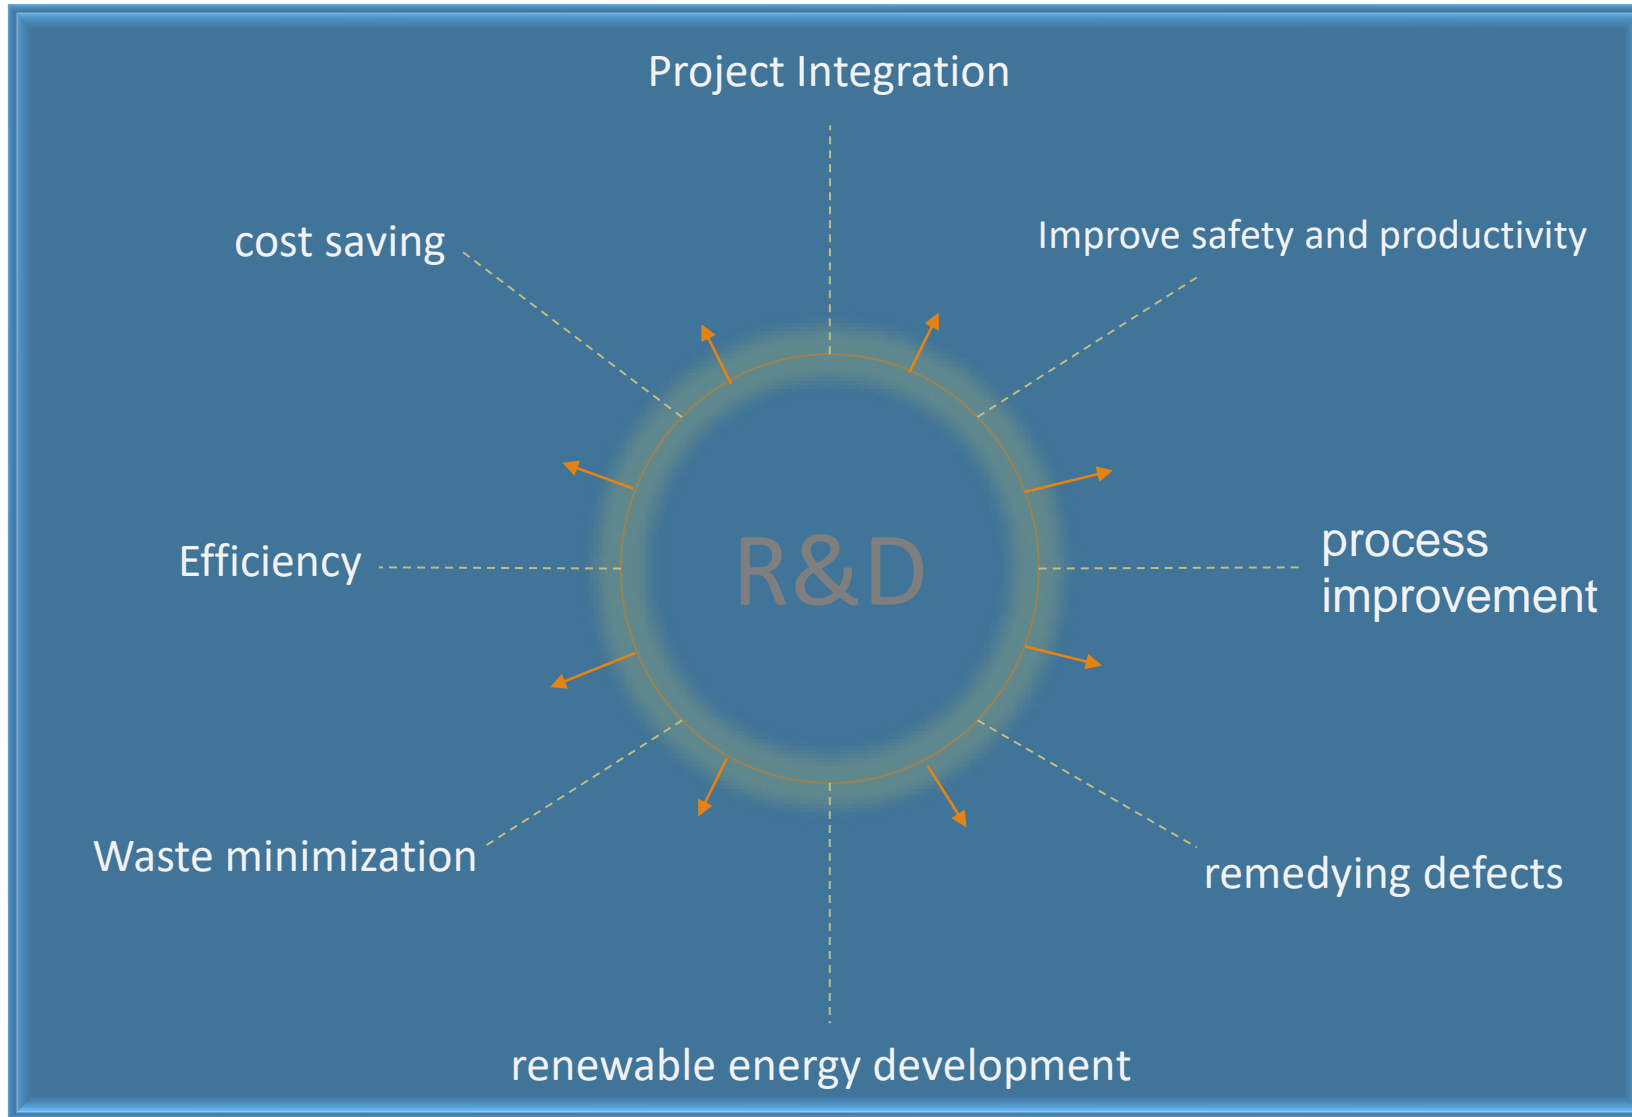 Project Integration
cost saving
Improve safety and productivity
Efficiency
R&D
process
improvement
Waste minimization
remedying defects
renewable energy development